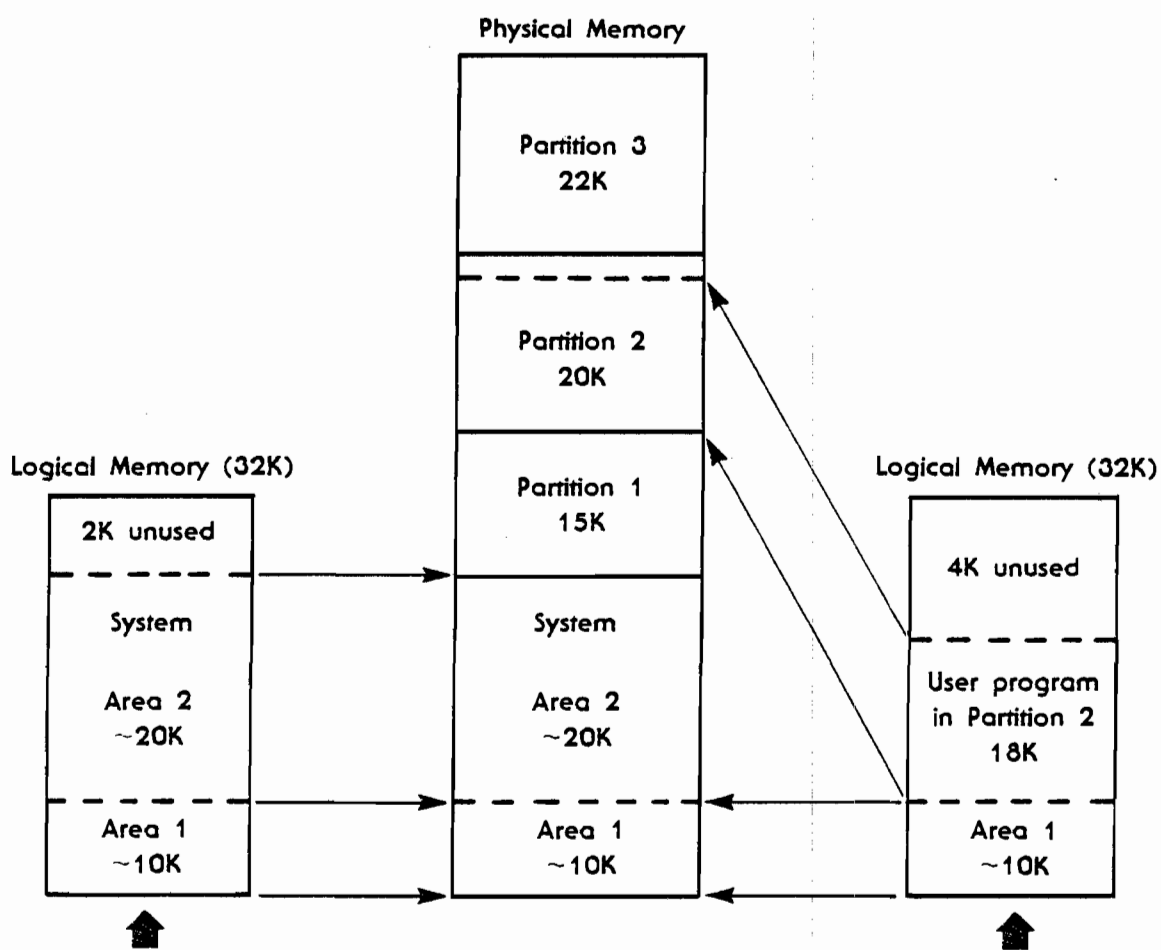 Physical Memory
Partition 3
22K
Partition 2
20K
Partition 1
15K
System
Area 2
~20K
Area 1
~10K
Logical Memory (32K)
2K unused
System
Area 2
~20K
Area 1
~10K
Logical Memory (32K)
4K unused
User program
in Partition 2
18K
Area 1
~10K